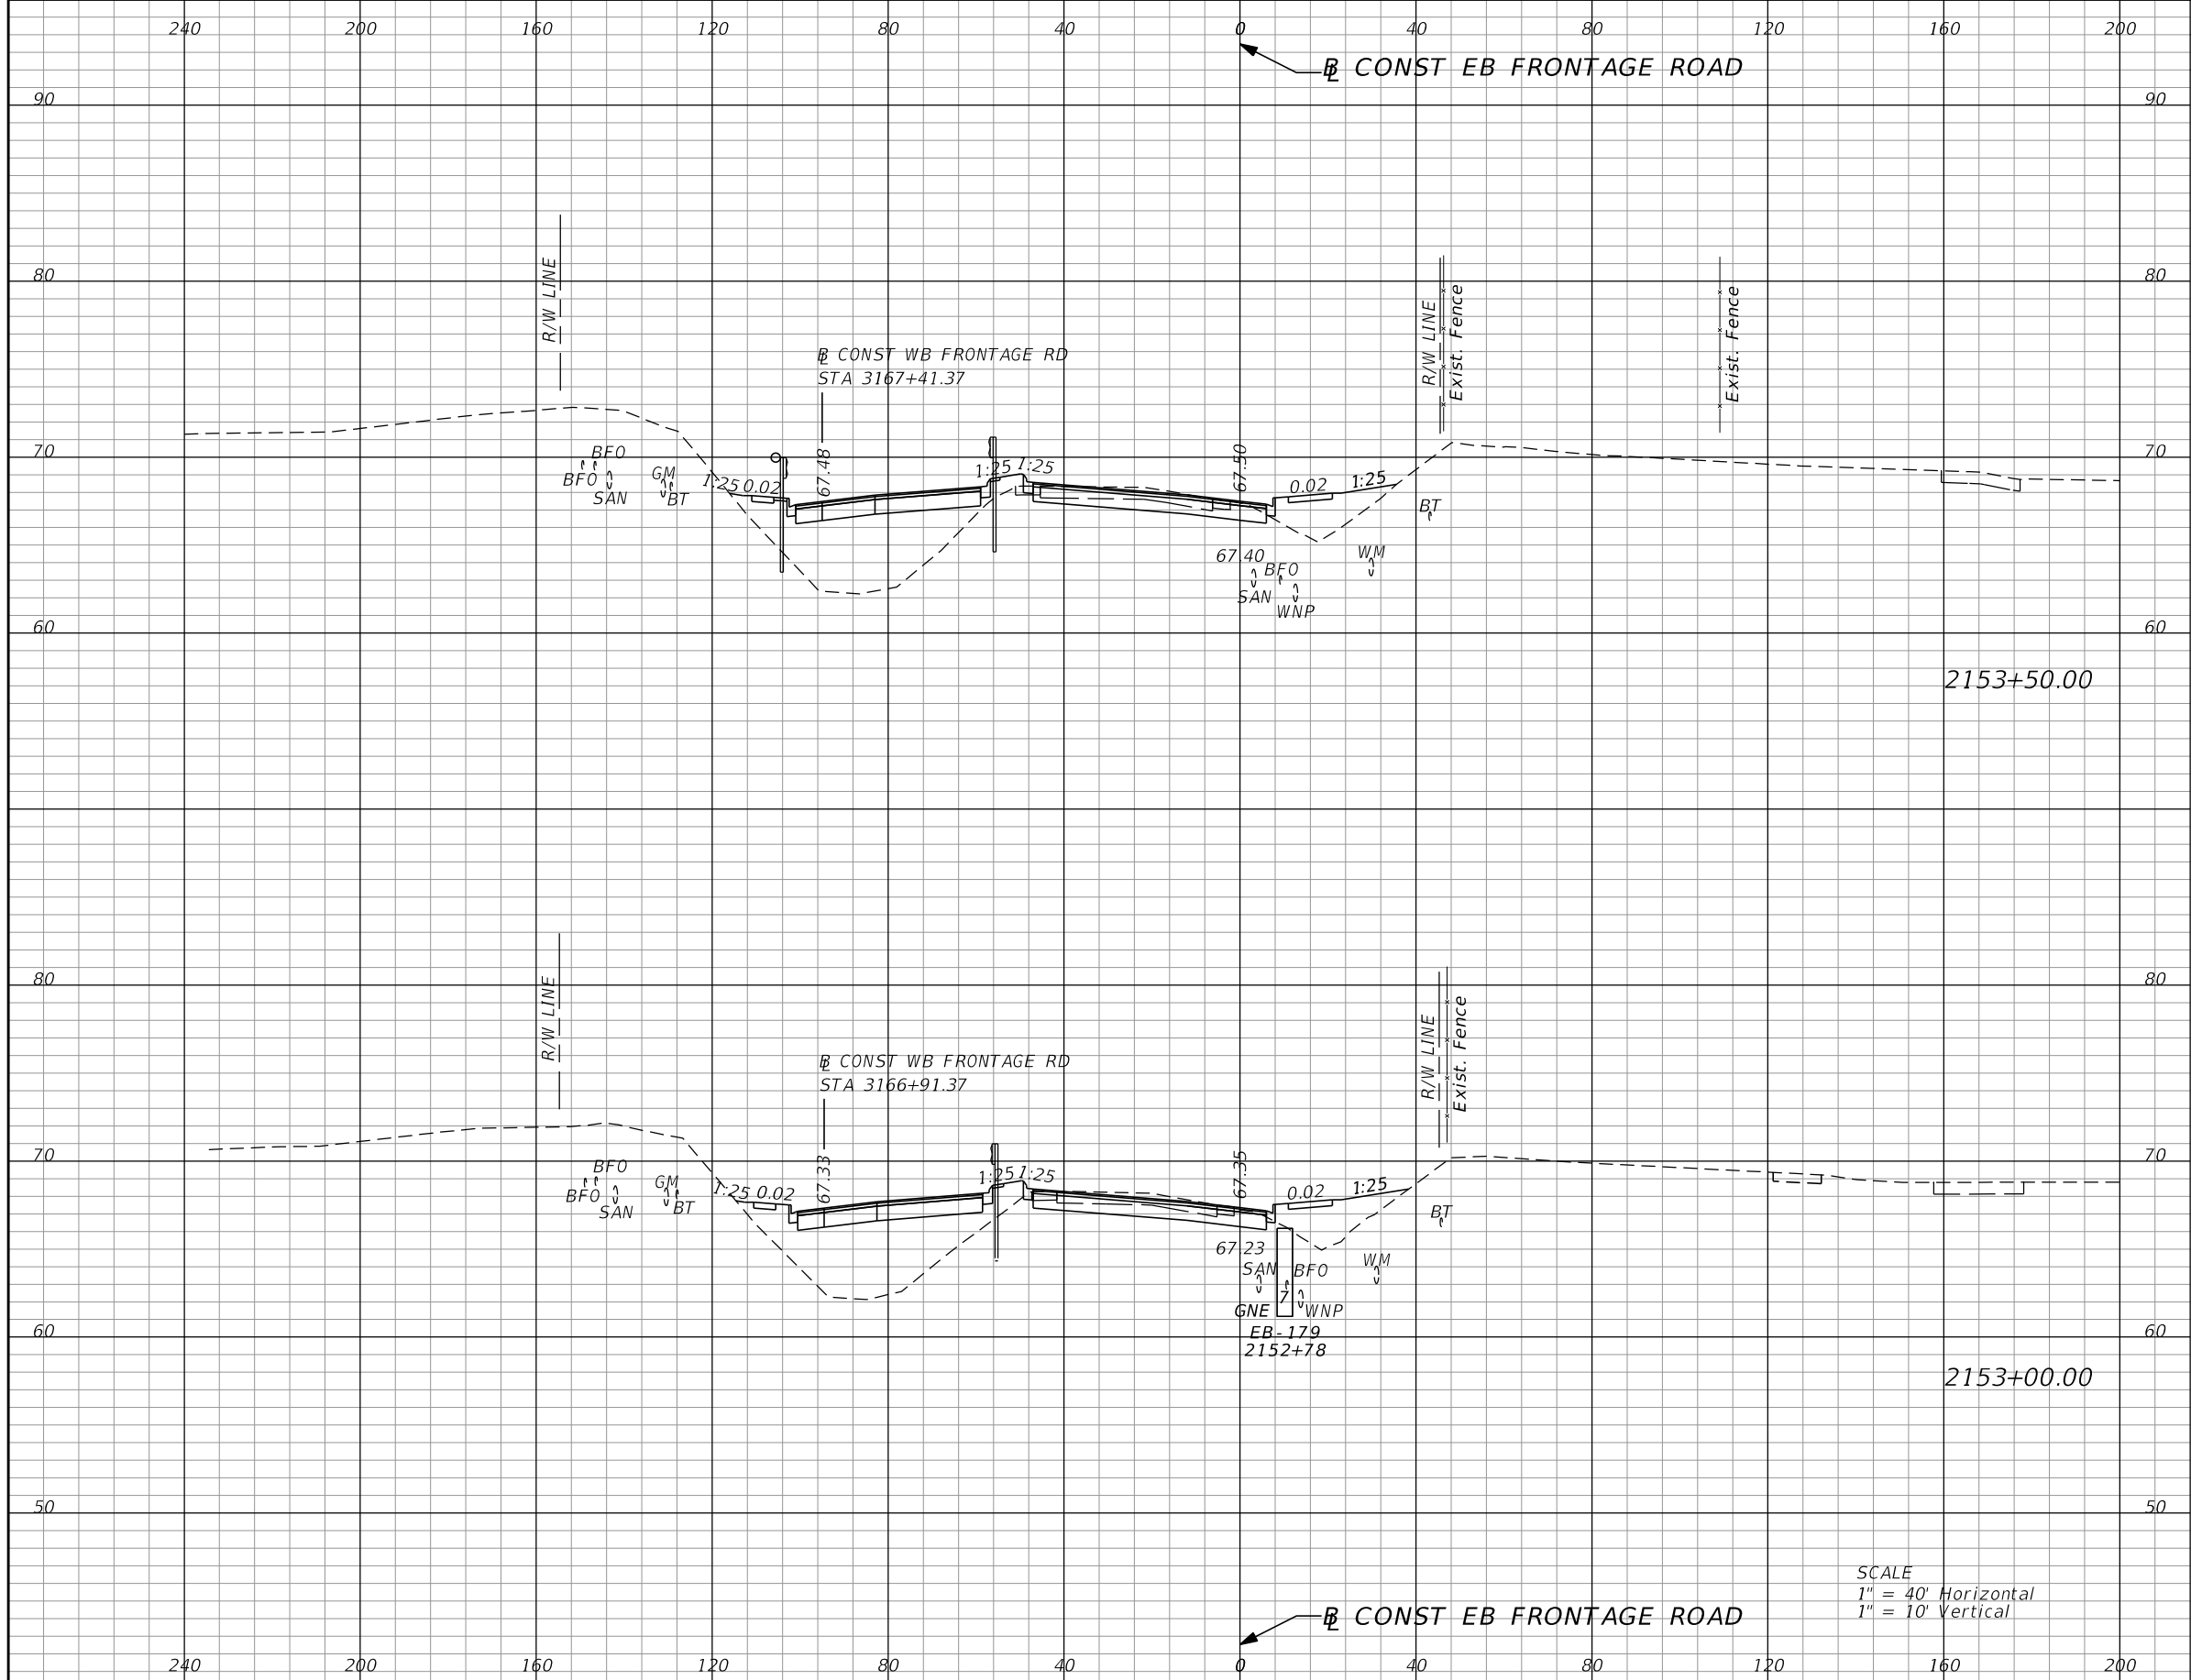 240 200 160 120 80 40 0 40 80 120 160 200
℄ CONST EB FRONTAGE ROAD
90 90
80 80
R/W LINE
R/W LINE
Exist. Fence
Exist. Fence
℄ CONST WB FRONTAGE RD
STA 3167+41.37
70 70
BFO
BFO
SAN
GM
BT
1:25 0.02
67.48
1:25 1:25
67.50
0.02 1:25
BT
67.40
BFO
SAN
WNP
WM
60 60
2153+50.00
80 80
R/W LINE
R/W LINE
Exist. Fence
℄ CONST WB FRONTAGE RD
STA 3166+91.37
70 70
BFO
BFO
SAN
GM
BT
1:25 0.02
67.33
1:25 1:25
67.35
0.02 1:25
BT
67.23
SAN BFO
WM
7
GNE WNP
EB-179
2152+78
60 60
2153+00.00
50 50
SCALE
1" = 40' Horizontal
1" = 10' Vertical
℄ CONST EB FRONTAGE ROAD
240 200 160 120 80 40 0 40 80 120 160 200